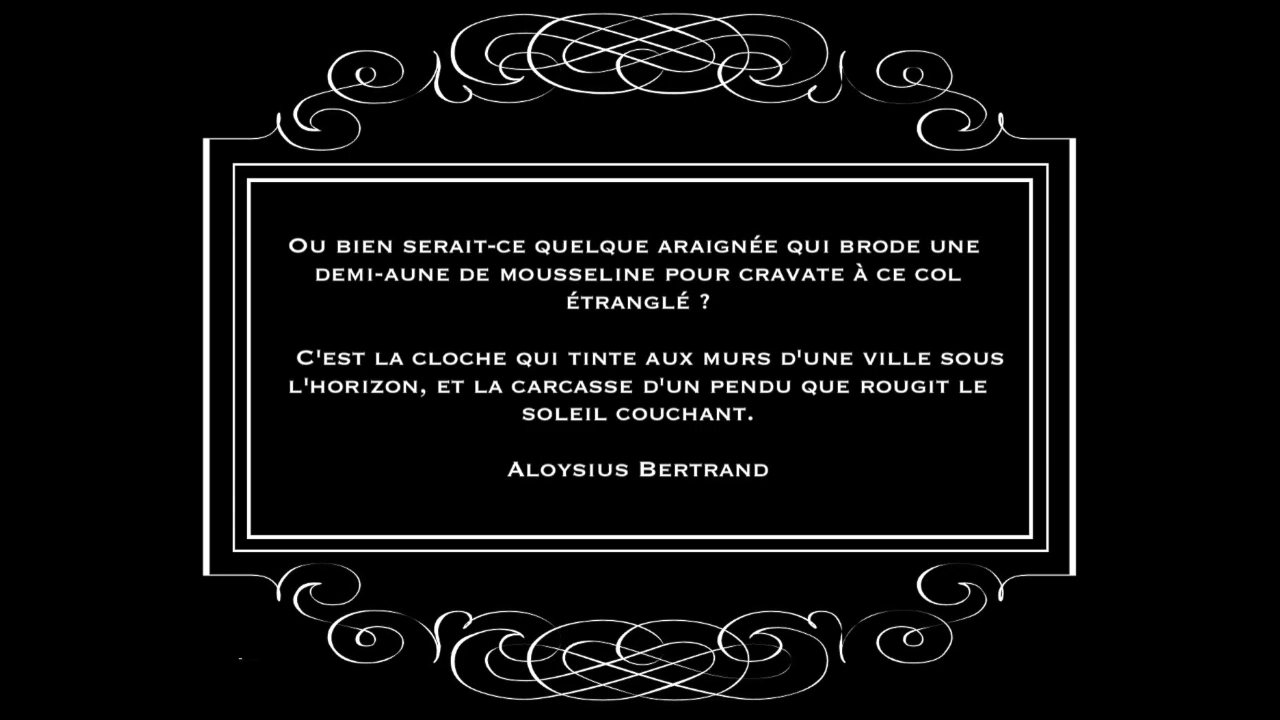 Ou bien serait-ce quelque araignée qui brode une
demi-aune de mousseline pour cravate à ce col
étranglé ?
C'est la cloche qui tinte aux murs d'une ville sous
l'horizon, et la carcasse d'un pendu que rougit le
soleil couchant.
Aloysius Bertrand